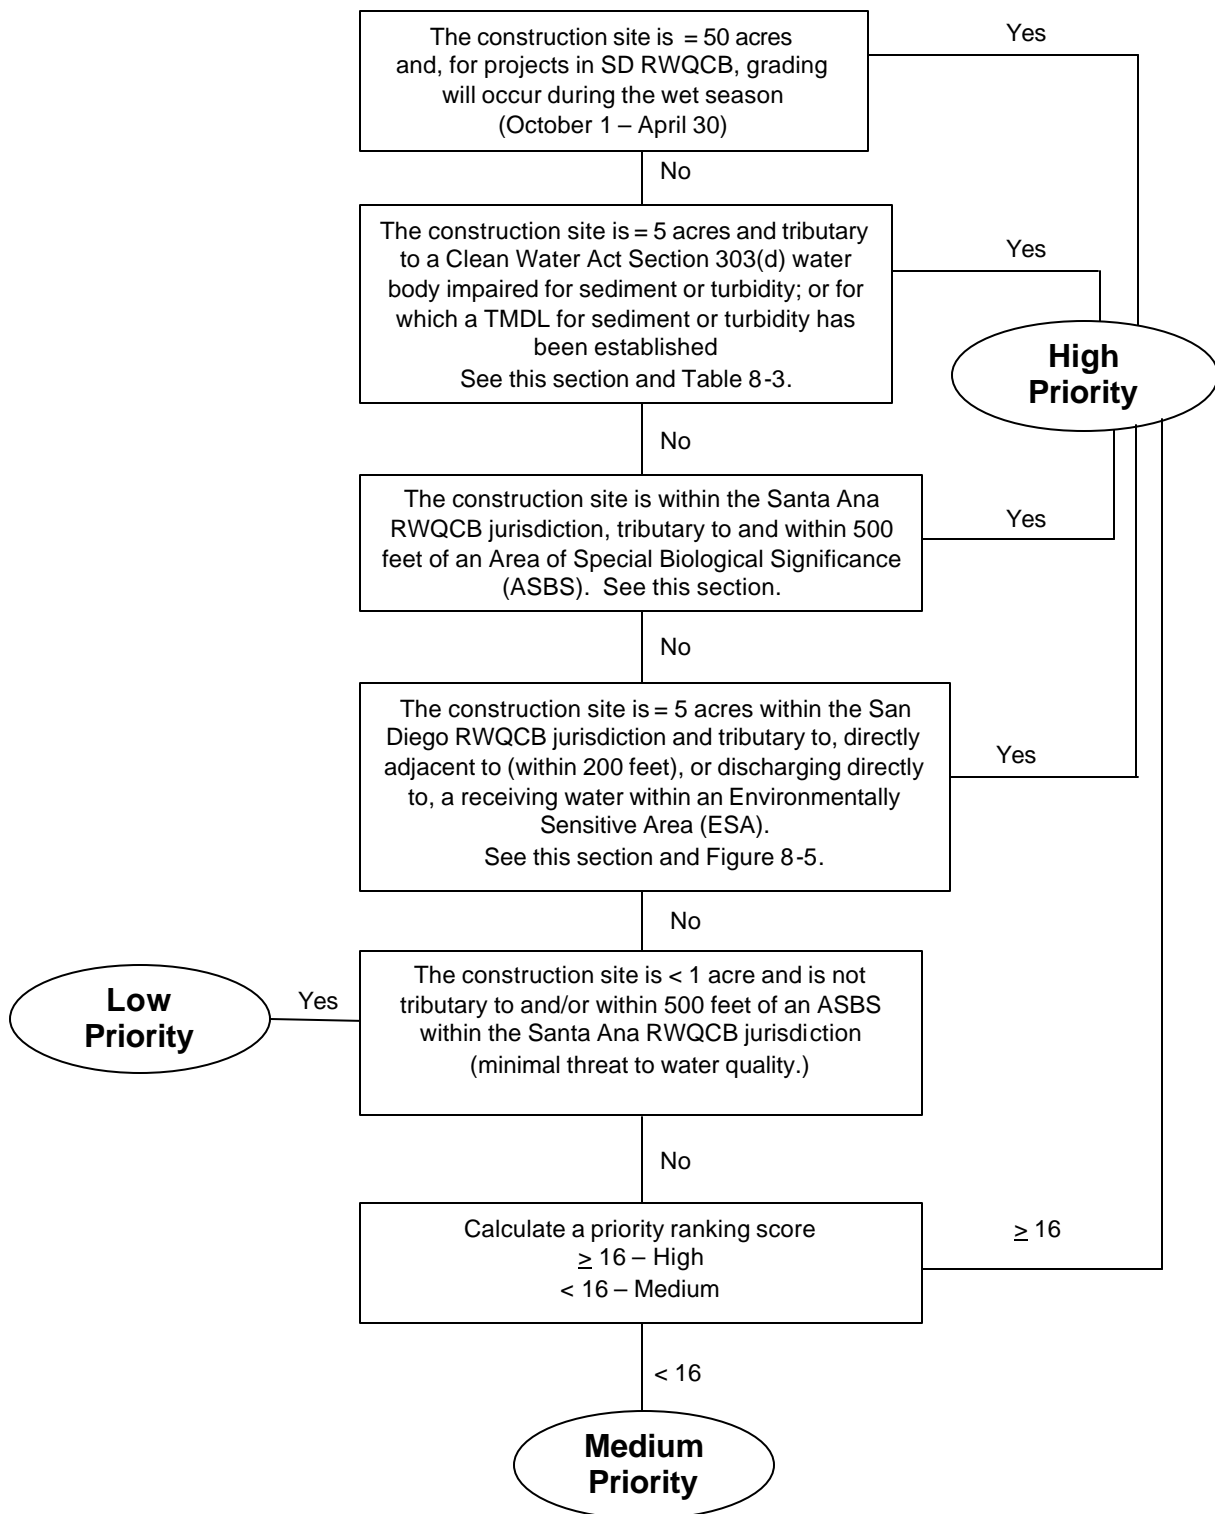 The construction site is = 50 acres
and, for projects in SD RWQCB, grading
will occur during the wet season
(October 1 – April 30)
Yes
No
The construction site is = 5 acres and tributary
to a Clean Water Act Section 303(d) water
body impaired for sediment or turbidity; or for
which a TMDL for sediment or turbidity has
been established
See this section and Table 8-3.
Yes
High
Priority
No
The construction site is within the Santa Ana
RWQCB jurisdiction, tributary to and within 500
feet of an Area of Special Biological Significance
(ASBS). See this section.
Yes
No
The construction site is = 5 acres within the San
Diego RWQCB jurisdiction and tributary to, directly
adjacent to (within 200 feet), or discharging directly
to, a receiving water within an Environmentally
Sensitive Area (ESA).
See this section and Figure 8-5.
Yes
No
The construction site is < 1 acre and is not
tributary to and/or within 500 feet of an ASBS
within the Santa Ana RWQCB jurisdiction
(minimal threat to water quality.)
Yes
Low
Priority
No
Calculate a priority ranking score
≥ 16 – High
< 16 – Medium
≥ 16
< 16
Medium
Priority